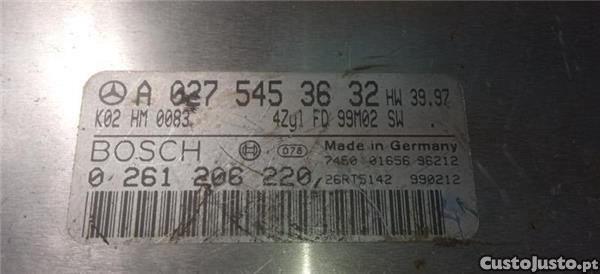 A 027 545 36 32 HW 39.97
K02 HM 0083 4Zyl FD 99M02 SW .
BOSCH 078 Made in Germany
7450 01656 96212
0 261 206 220 26RT5142 990212
CustoJusto.pt